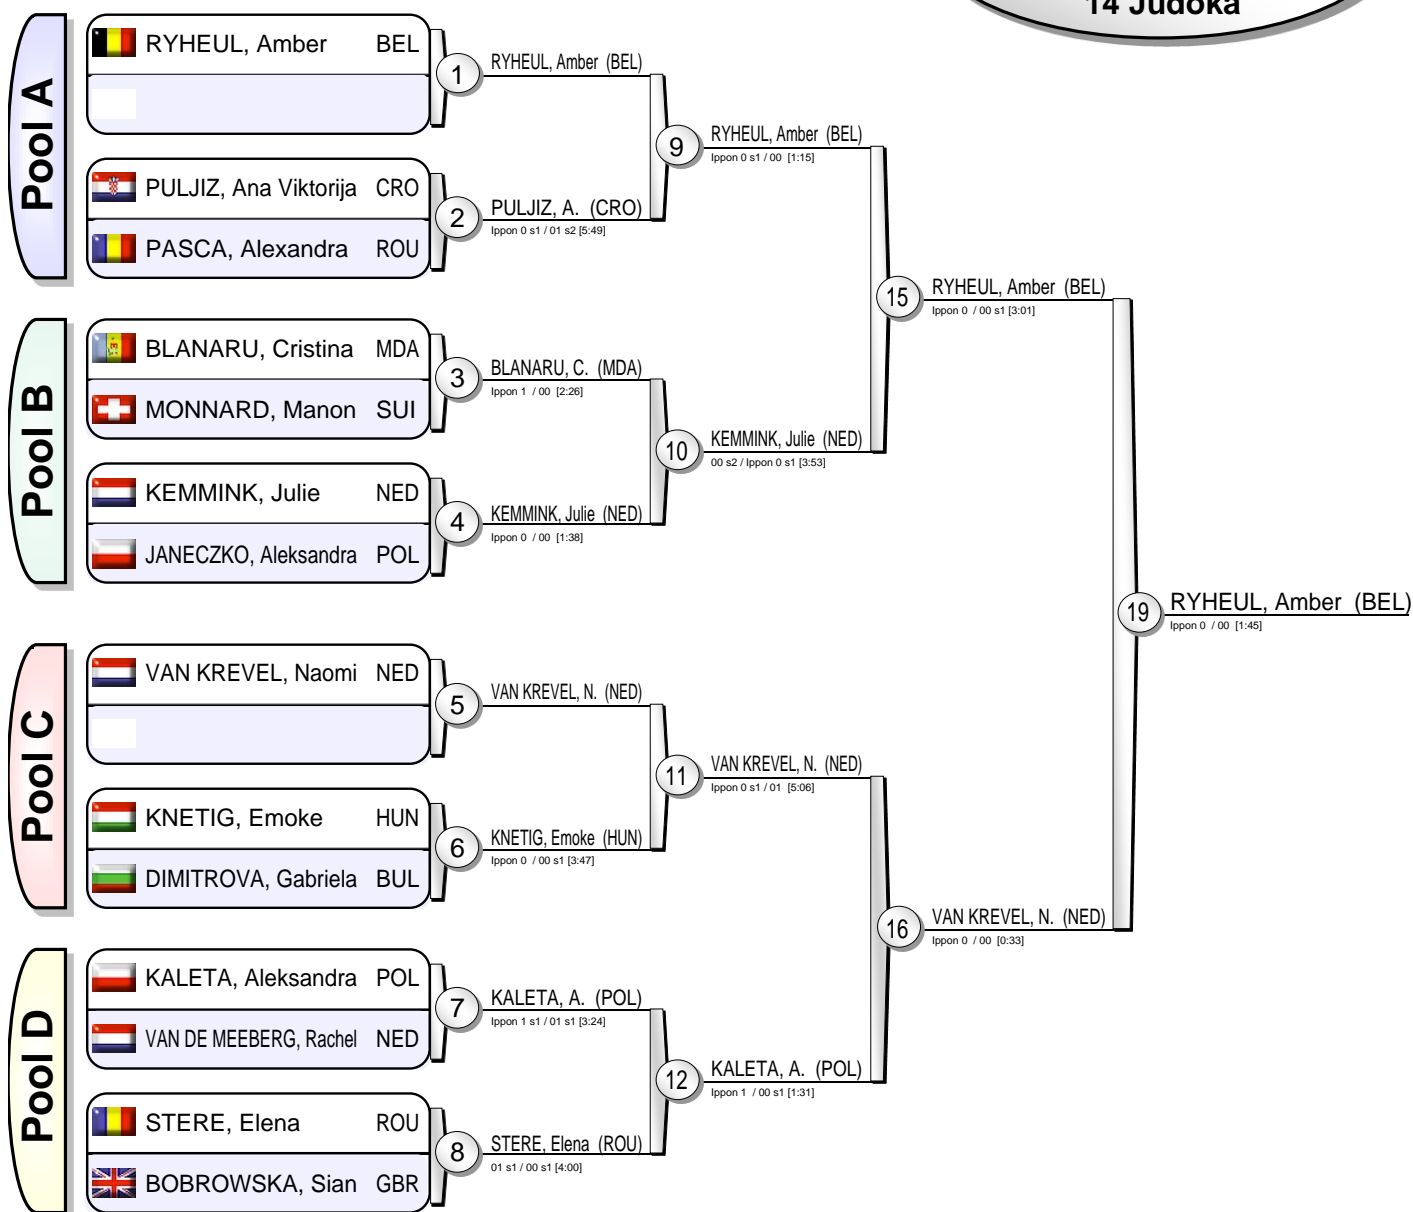 14 Judoka
Pool A
RYHEUL, Amber BEL
1
RYHEUL, Amber (BEL)
PULJIZ, Ana Viktorija CRO
2
PASCA, Alexandra ROU
PULJIZ, A. (CRO)
Ippon 0 s1 / 01 s2 [5:49]
9
RYHEUL, Amber (BEL)
Ippon 0 s1 / 00 [1:15]
Pool B
BLANARU, Cristina MDA
3
MONNARD, Manon SUI
BLANARU, C. (MDA)
Ippon 1 / 00 [2:26]
KEMMINK, Julie NED
4
JANECZKO, Aleksandra POL
KEMMINK, Julie (NED)
Ippon 0 / 00 [1:38]
10
KEMMINK, Julie (NED)
00 s2 / Ippon 0 s1 [3:53]
15
RYHEUL, Amber (BEL)
Ippon 0 / 00 s1 [3:01]
Pool C
VAN KREVEL, Naomi NED
5
VAN KREVEL, N. (NED)
KNETIG, Emoke HUN
6
DIMITROVA, Gabriela BUL
KNETIG, Emoke (HUN)
Ippon 0 / 00 s1 [3:47]
11
VAN KREVEL, N. (NED)
Ippon 0 s1 / 01 [5:06]
Pool D
KALETA, Aleksandra POL
7
VAN DE MEEBERG, Rachel NED
KALETA, A. (POL)
Ippon 1 s1 / 01 s1 [3:24]
STERE, Elena ROU
8
BOBROWSKA, Sian GBR
STERE, Elena (ROU)
01 s1 / 00 s1 [4:00]
12
KALETA, A. (POL)
Ippon 1 / 00 s1 [1:31]
16
VAN KREVEL, N. (NED)
Ippon 0 / 00 [0:33]
19
RYHEUL, Amber (BEL)
Ippon 0 / 00 [1:45]